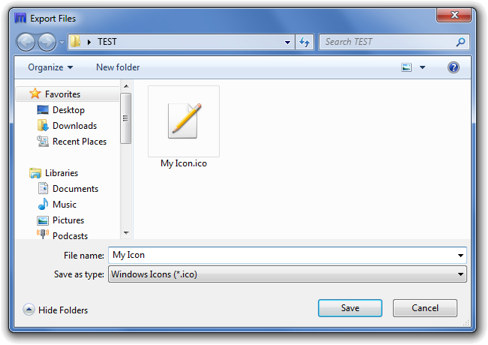 Export Files
TEST
Search TEST
Organize
New folder
Favorites
Desktop
Downloads
Recent Places
Libraries
Documents
Music
Pictures
Podcasts
My Icon.ico
File name: My Icon
Save as type: Windows Icons (*.ico)
Hide Folders
Save
Cancel